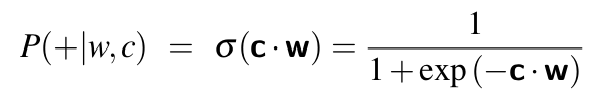 P(+|w,c) = σ(c·w) = 1 / 1+exp(−c·w)